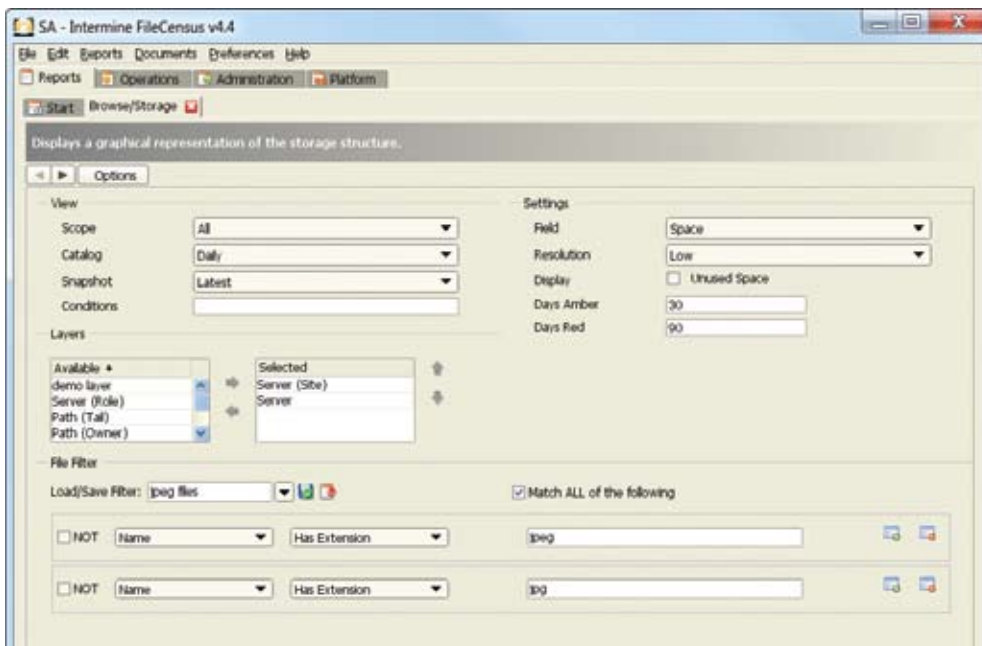 SA - Intermine FileCensus v4.4
File Edit Reports Documents Preferences Help
Reports Operations Administration Platform
Start Browse/Storage
Displays a graphical representation of the storage structure.
Options
View
Scope All
Catalog Daily
Snapshot Latest
Conditions
Settings
Field Space
Resolution Low
Display Unused Space
Days Amber 30
Days Red 90
Layers
Available
demo layer
Server (Role)
Path (Tail)
Path (Owner)
Selected
Server (Site)
Server
File Filter
Load/Save Filter: jpeg files
Match ALL of the following
NOT Name Has Extension jpeg
NOT Name Has Extension jpg